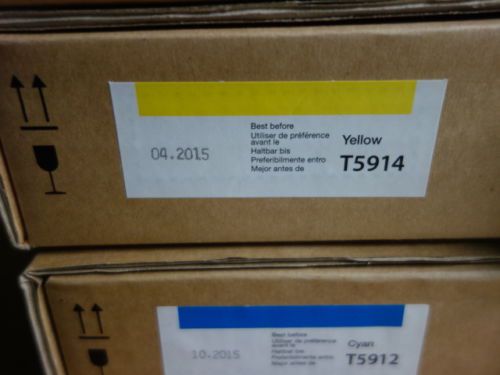 04.2015
Best before
Utiliser de préférence
avant le
Haltbar bis
Preferibilmente entro
Mejor antes de
Yellow
T5914
10-2015
Best before
Utiliser de préférence
avant le
Haltbar bis
Preferibilmente entro
Mejor antes de
Cyan
T5912